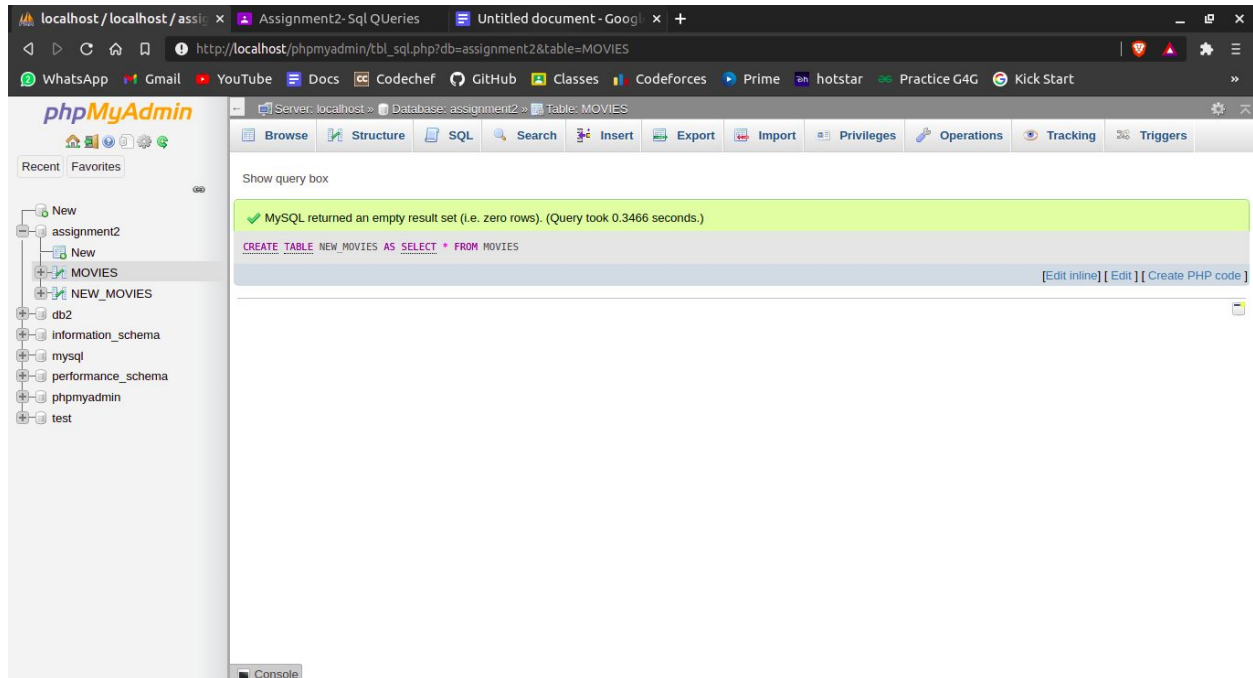 localhost / localhost / assig
Assignment2- Sql QUeries
Untitled document - Googl
http://localhost/phpmyadmin/tbl_sql.php?db=assignment2&table=MOVIES
WhatsApp Gmail YouTube Docs Codechef GitHub Classes Codeforces Prime hotstar Practice G4G Kick Start »
phpMyAdmin
Recent Favorites
New
assignment2
New
MOVIES
NEW_MOVIES
db2
information_schema
mysql
performance_schema
phpmyadmin
test
Server: localhost » Database: assignment2 » Table: MOVIES
Browse Structure SQL Search Insert Export Import Privileges Operations Tracking Triggers
Show query box
MySQL returned an empty result set (i.e. zero rows). (Query took 0.3466 seconds.)
CREATE TABLE NEW_MOVIES AS SELECT * FROM MOVIES
[Edit inline] [ Edit ] [ Create PHP code ]
Console